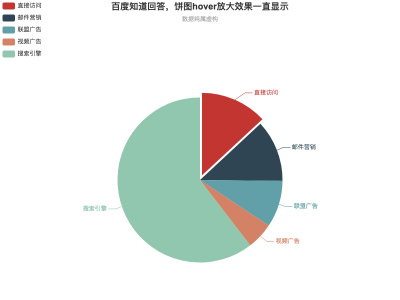 百度知道回答，饼图hover放大效果一直显示
数据纯属虚构
直接访问
邮件营销
联盟广告
视频广告
搜索引擎
直接访问
邮件营销
联盟广告
视频广告
搜索引擎